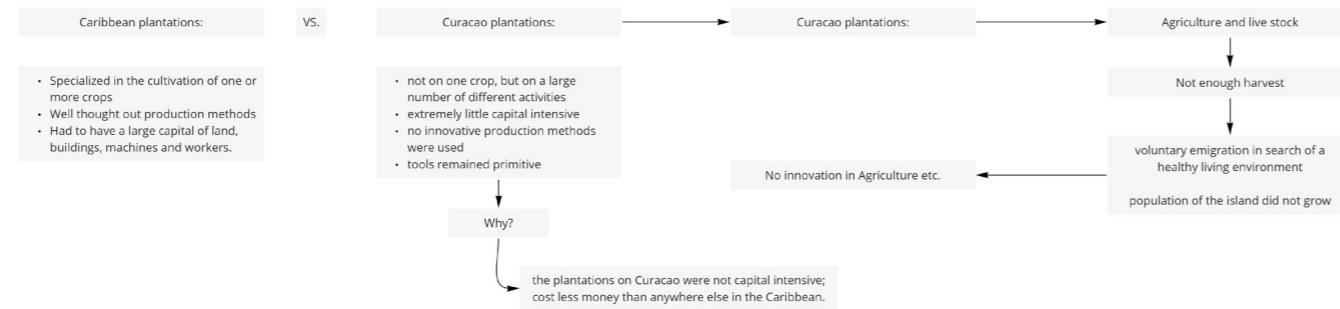 Caribbean plantations:
VS.
Curacao plantations:
Curacao plantations:
Agriculture and live stock
• Specialized in the cultivation of one or
more crops
• Well thought out production methods
• Had to have a large capital of land,
buildings, machines and workers.
• not on one crop, but on a large
number of different activities
• extremely little capital intensive
• no innovative production methods
were used
• tools remained primitive
Why?
the plantations on Curacao were not capital intensive;
cost less money than anywhere else in the Caribbean.
Not enough harvest
voluntary emigration in search of a
healthy living environment
population of the island did not grow
No innovation in Agriculture etc.